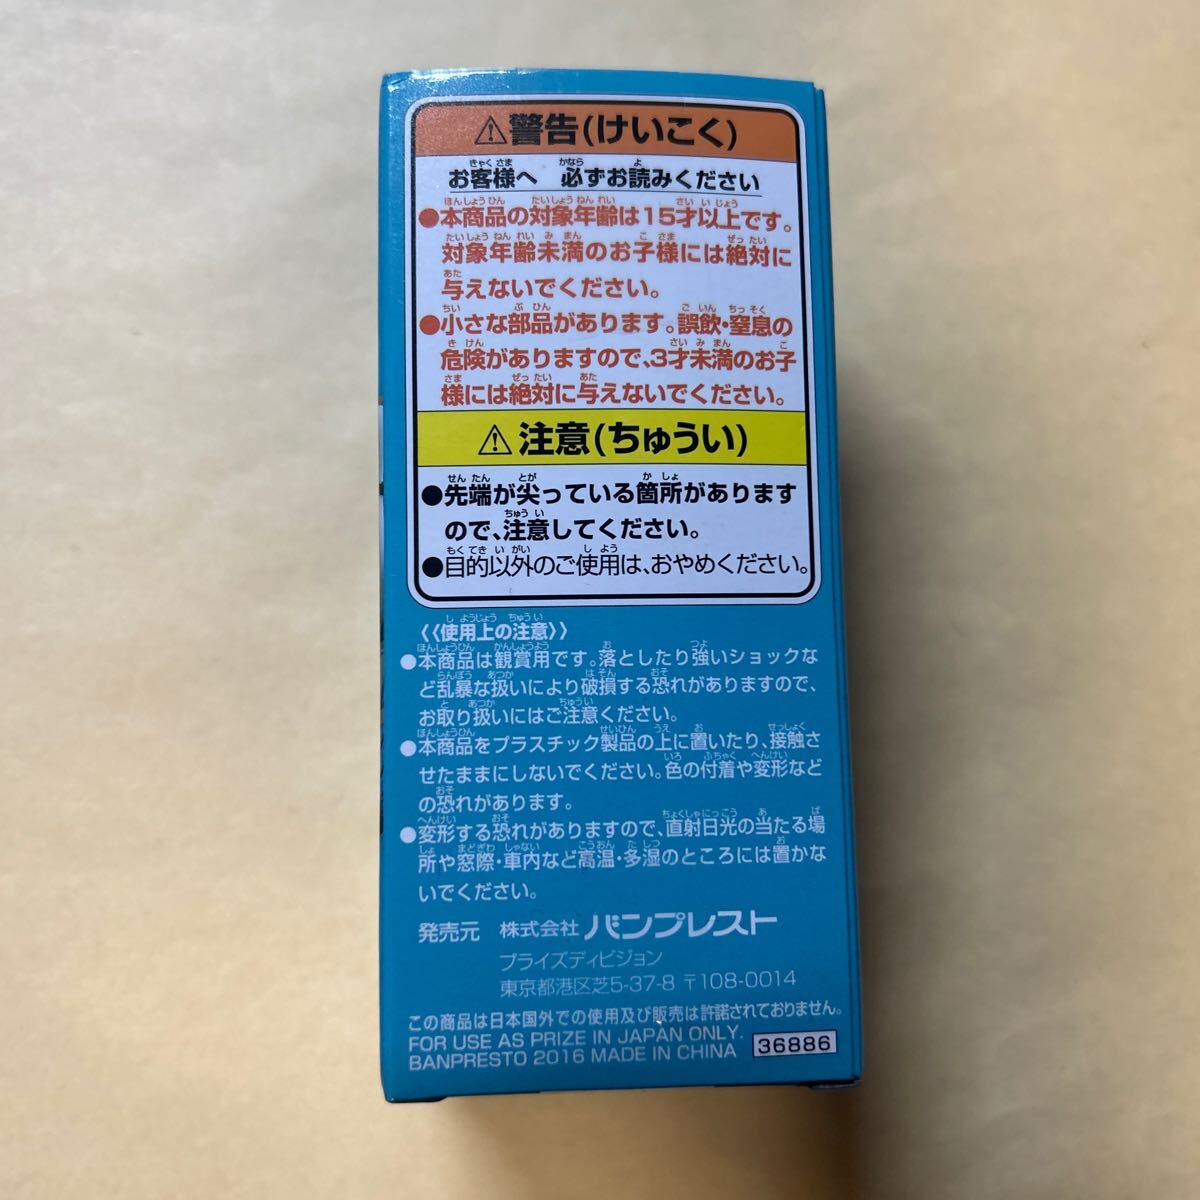 ⚠警告(けいこく)
お客様へ 必ずお読みください
●本商品の対象年齢は15才以上です。
対象年齢未満のお子様には絶対に
与えないでください。
●小さな部品があります。誤飲・窒息の
危険がありますので、3才未満のお子
様には絶対に与えないでください。
⚠注意(ちゅうい)
●先端が尖っている箇所があります
ので、注意してください。
●目的以外のご使用は、おやめください。
《使用上の注意》
●本商品は観賞用です。落としたり強いショックな
ど乱暴な扱いにより破損する恐れがありますので、
お取り扱いにはご注意ください。
●本商品をプラスチック製品の上に置いたり、接触さ
せたままにしないでください。色の付着や変形など
の恐れがあります。
●変形する恐れがありますので、直射日光の当たる場
所や窓際・車内など高温・多湿のところには置かな
いでください。
発売元 株式会社 バンプレスト
プライズディビジョン
東京都港区芝5-37-8 〒108-0014
この商品は日本国外での使用及び販売は許諾されておりません。
FOR USE AS PRIZE IN JAPAN ONLY.
BANPRESTO 2016 MADE IN CHINA 36886